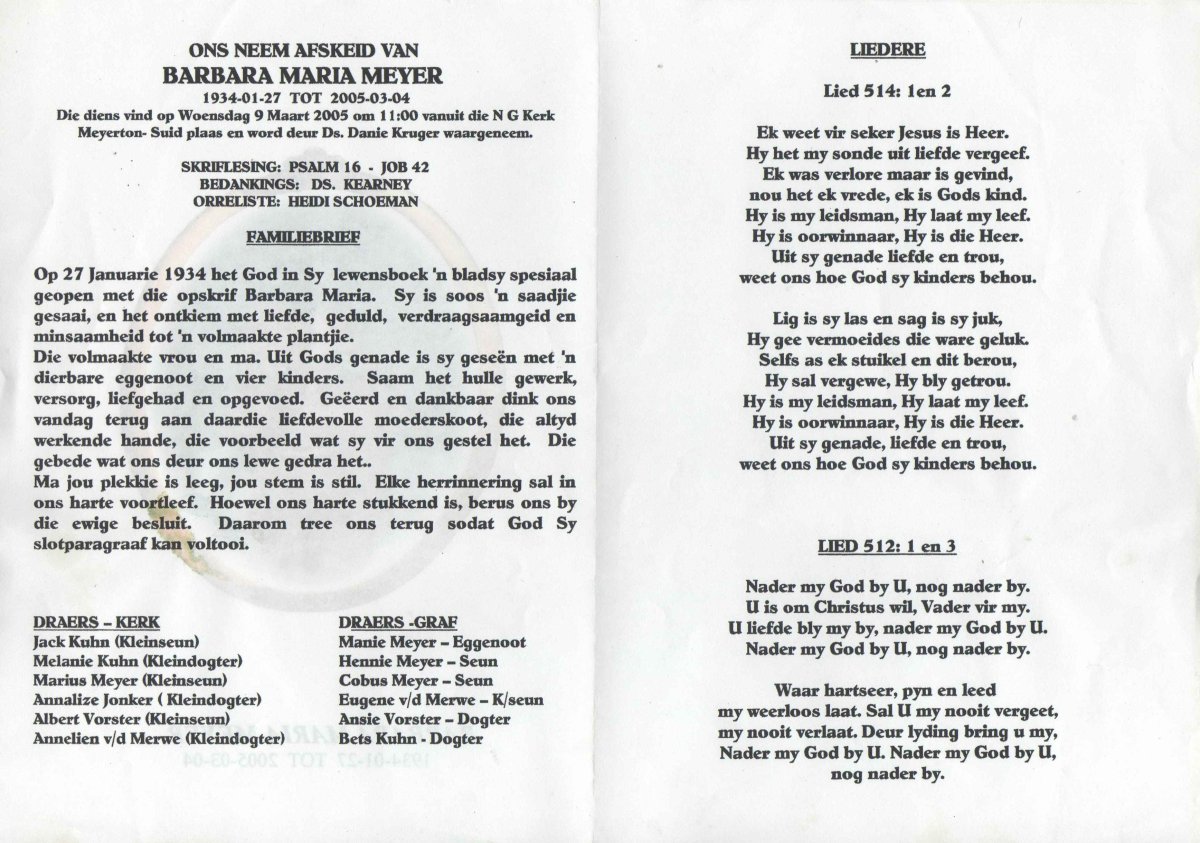 ONS NEEM AFSKEID VAN
BARBARA MARIA MEYER
1934-01-27 TOT 2005-03-04
Die diens vind op Woensdag 9 Maart 2005 om 11:00 vanuit die N G Kerk
Meyerton- Suid plaas en word deur Ds. Danie Kruger waargeneem.
SKRIFLESING: PSALM 16 - JOB 42
BEDANKINGS: DS. KEARNEY
ORRELISTE: HEIDI SCHOEMAN
FAMILIEBRIEF
Op 27 Januarie 1934 het God in Sy lewensboek 'n bladsy spesiaal
geopen met die opskrif Barbara Maria. Sy is soos 'n saadjie
gesaai, en het ontkiem met liefde, geduld, verdraagsaamgeid en
minsaamheid tot 'n volmaakte plantjie.
Die volmaakte vrou en ma. Uit Gods genade is sy geseën met 'n
dierbare eggenoot en vier kinders. Saam het hulle gewerk,
versorg, liefgehad en opgevoed. Geëerd en dankbaar dink ons
vandag terug aan daardie liefdevolle moederskoot, die altyd
werkende hande, die voorbeeld wat sy vir ons gestel het. Die
gebede wat ons deur ons lewe gedra het..
Ma jou plekkie is leeg, jou stem is stil. Elke herrinnering sal in
ons harte voortleef. Hoewel ons harte stukkend is, berus ons by
die ewige besluit. Daarom tree ons terug sodat God Sy
slotparagraaf kan voltooi.
DRAERS – KERK
Jack Kuhn (Kleinseun)
Melanie Kuhn (Kleindogter)
Marius Meyer (Kleinseun)
Annalize Jonker ( Kleindogter)
Albert Vorster (Kleinseun)
Annelien v/d Merwe (Kleindogter)
DRAERS -GRAF
Manie Meyer – Eggenoot
Hennie Meyer – Seun
Cobus Meyer – Seun
Eugene v/d Merwe – K/seun
Ansie Vorster – Dogter
Bets Kuhn - Dogter
LIEDERE
Lied 514: 1en 2
Ek weet vir seker Jesus is Heer.
Hy het my sonde uit liefde vergeef.
Ek was verlore maar is gevind,
nou het ek vrede, ek is Gods kind.
Hy is my leidsman, Hy laat my leef.
Hy is oorwinnaar, Hy is die Heer.
Uit sy genade liefde en trou,
weet ons hoe God sy kinders behou.
Lig is sy las en sag is sy juk,
Hy gee vermoeides die ware geluk.
Selfs as ek stuikel en dit berou,
Hy sal vergewe, Hy bly getrou.
Hy is my leidsman, Hy laat my leef.
Hy is oorwinnaar, Hy is die Heer.
Uit sy genade, liefde en trou,
weet ons hoe God sy kinders behou.
LIED 512: 1 en 3
Nader my God by U, nog nader by.
U is om Christus wil, Vader vir my.
U liefde bly my by, nader my God by U.
Nader my God by U, nog nader by.
Waar hartseer, pyn en leed
my weerloos laat. Sal U my nooit vergeet,
my nooit verlaat. Deur lyding bring u my,
Nader my God by U. Nader my God by U,
nog nader by.